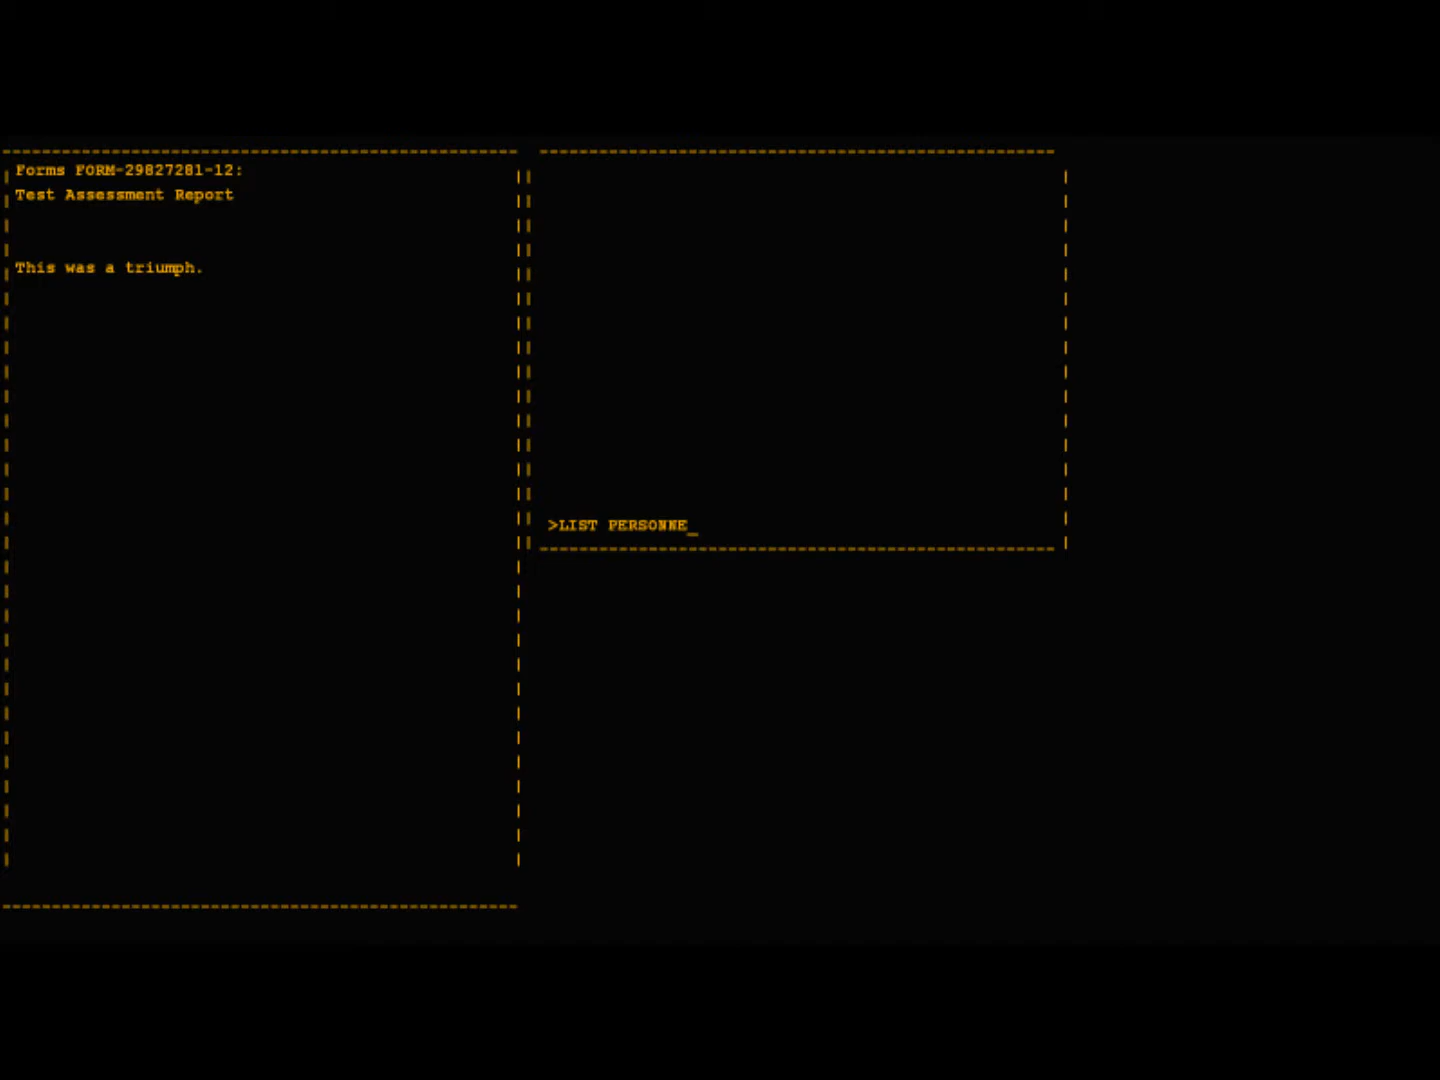 Forms FORM-29827281-12:
Test Assessment Report
This was a triumph.
>LIST PERSONNE_